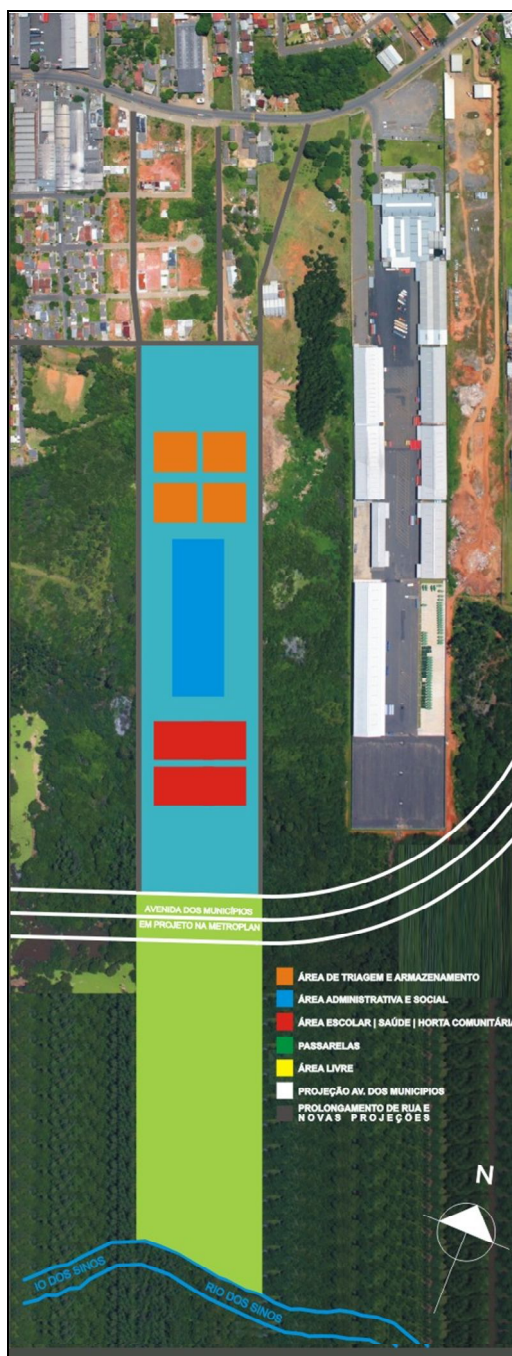 AVENIDA DOS MUNICÍPIOS
EM PROJETO NA METROPLAN
ÁREA DE TRIAGEM E ARMAZENAMENTO
ÁREA ADMINISTRATIVA E SOCIAL
ÁREA ESCOLAR | SAÚDE | HORTA COMUNITÁRIA
PASSARELAS
ÁREA LIVRE
PROJEÇÃO AV. DOS MUNICIPIOS
PROLONGAMENTO DE RUA E
NOVAS PROJEÇÕES
N
IO DOS SINOS
RIO DOS SINOS